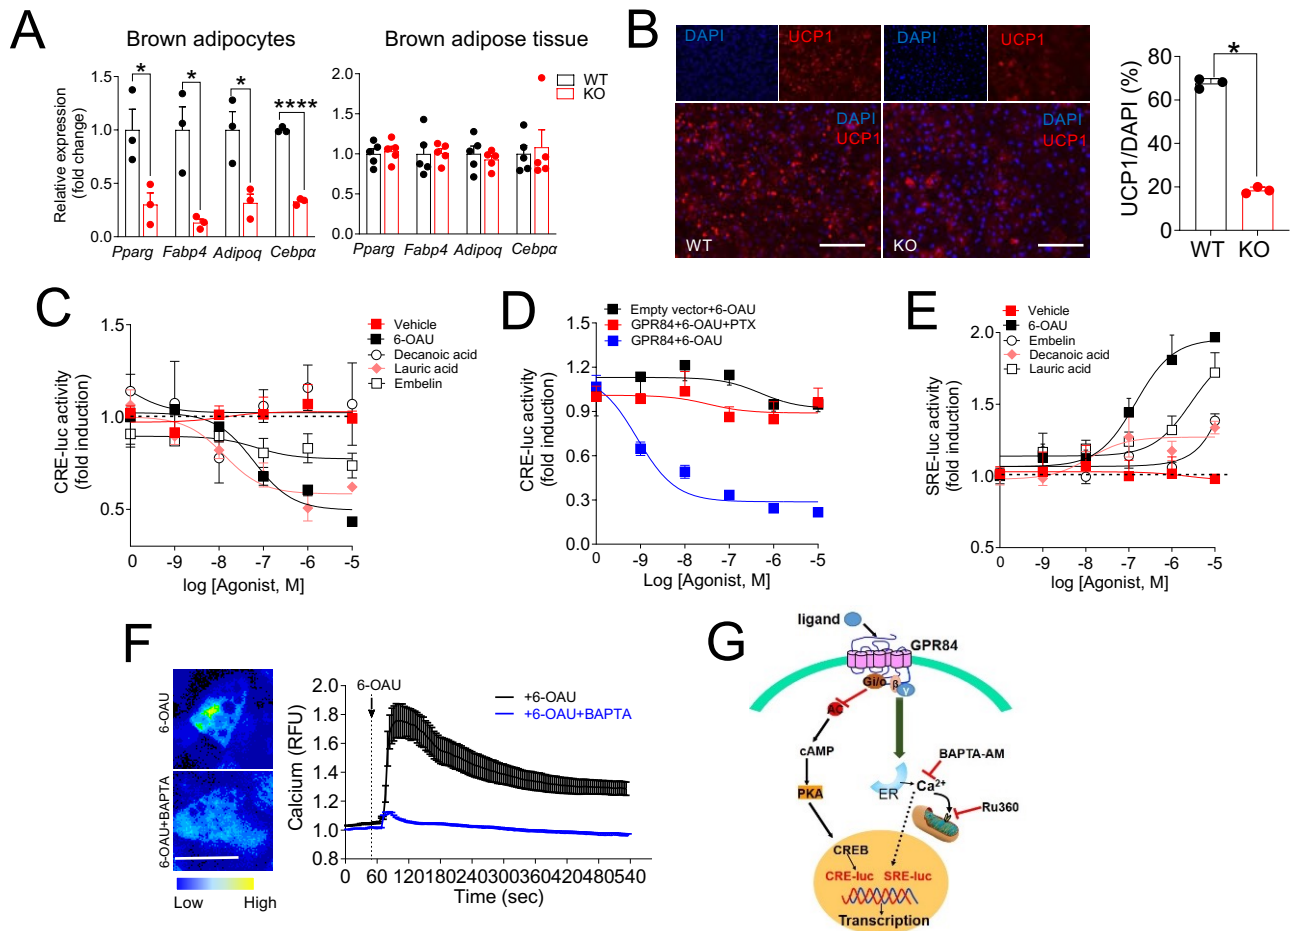 A
Brown adipocytes
Brown adipose tissue
Relative expression
(fold change)
1.5
1.0
0.5
0.0
*
*
*
****
Pparg Fabp4 Adipoq Cebpα
2.0
1.5
1.0
0.5
0.0
WT
KO
Pparg Fabp4 Adipoq Cebpα
B
DAPI
UCP1
DAPI
UCP1
DAPI
UCP1
WT
DAPI
UCP1
KO
UCP1/DAPI (%)
80
60
40
20
0
*
WT KO
C
CRE-luc activity
(fold induction)
1.5
1.0
0.5
Vehicle
6-OAU
Decanoic acid
Lauric acid
Embelin
0 -9 -8 -7 -6 -5
log [Agonist, M]
D
CRE-luc activity
(fold induction)
1.5
1.2
0.9
0.6
0.3
0.0
Empty vector+6-OAU
GPR84+6-OAU+PTX
GPR84+6-OAU
0 -9 -8 -7 -6 -5
Log [Agonist, M]
E
SRE-luc activity
(fold induction)
2.0
1.5
1.0
0.5
Vehicle
6-OAU
Embelin
Decanoic acid
Lauric acid
0 -9 -8 -7 -6 -5
log [Agonist, M]
F
6-OAU
6-OAU+BAPTA
Low High
Calcium (RFU)
2.0
1.8
1.6
1.4
1.2
1.0
0.8
6-OAU
+6-OAU
+6-OAU+BAPTA
0 60 120180240300360420480540
Time (sec)
G
ligand
GPR84
Gi/o β γ
AC
cAMP
PKA
ER
Ca2+
BAPTA-AM
Ru360
CREB
CRE-luc SRE-luc
Transcription